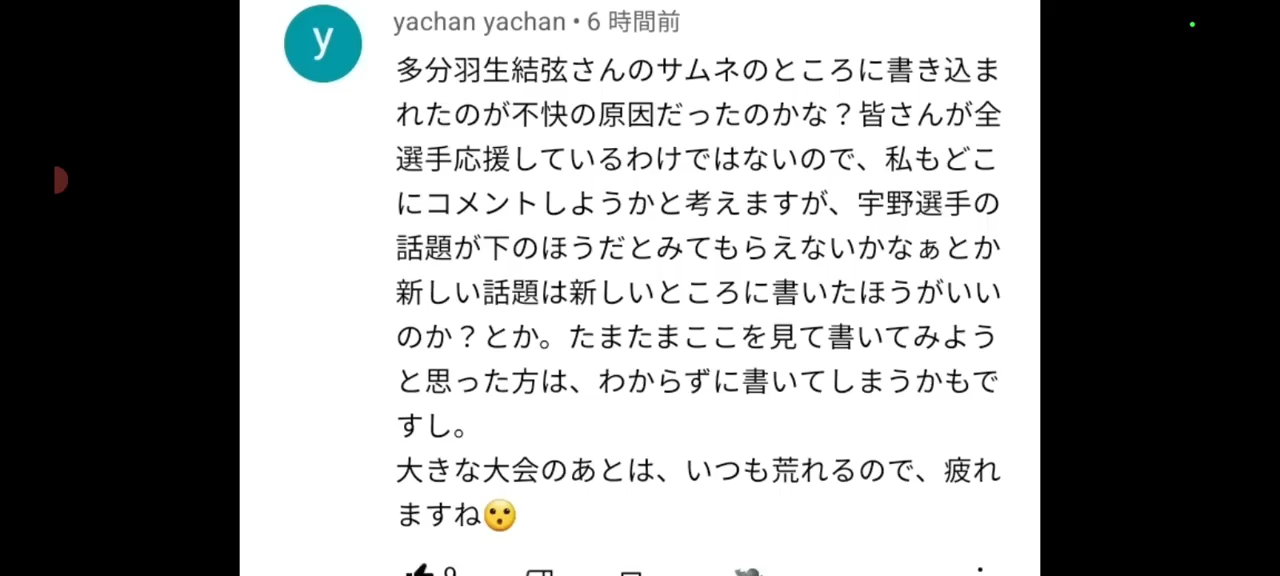 y
yachan yachan • 6 時間前
多分羽生結弦さんのサムネのところに書き込ま
れたのが不快の原因だったのかな？皆さんが全
選手応援しているわけではないので、私もどこ
にコメントしようかと考えますが、宇野選手の
話題が下のほうだとみてもらえないかなぁとか
新しい話題は新しいところに書いたほうがいい
のか？とか。たまたまここを見て書いてみよう
と思った方は、わからずに書いてしまうかもで
すし。
大きな大会のあとは、いつも荒れるので、疲れ
ますね😮